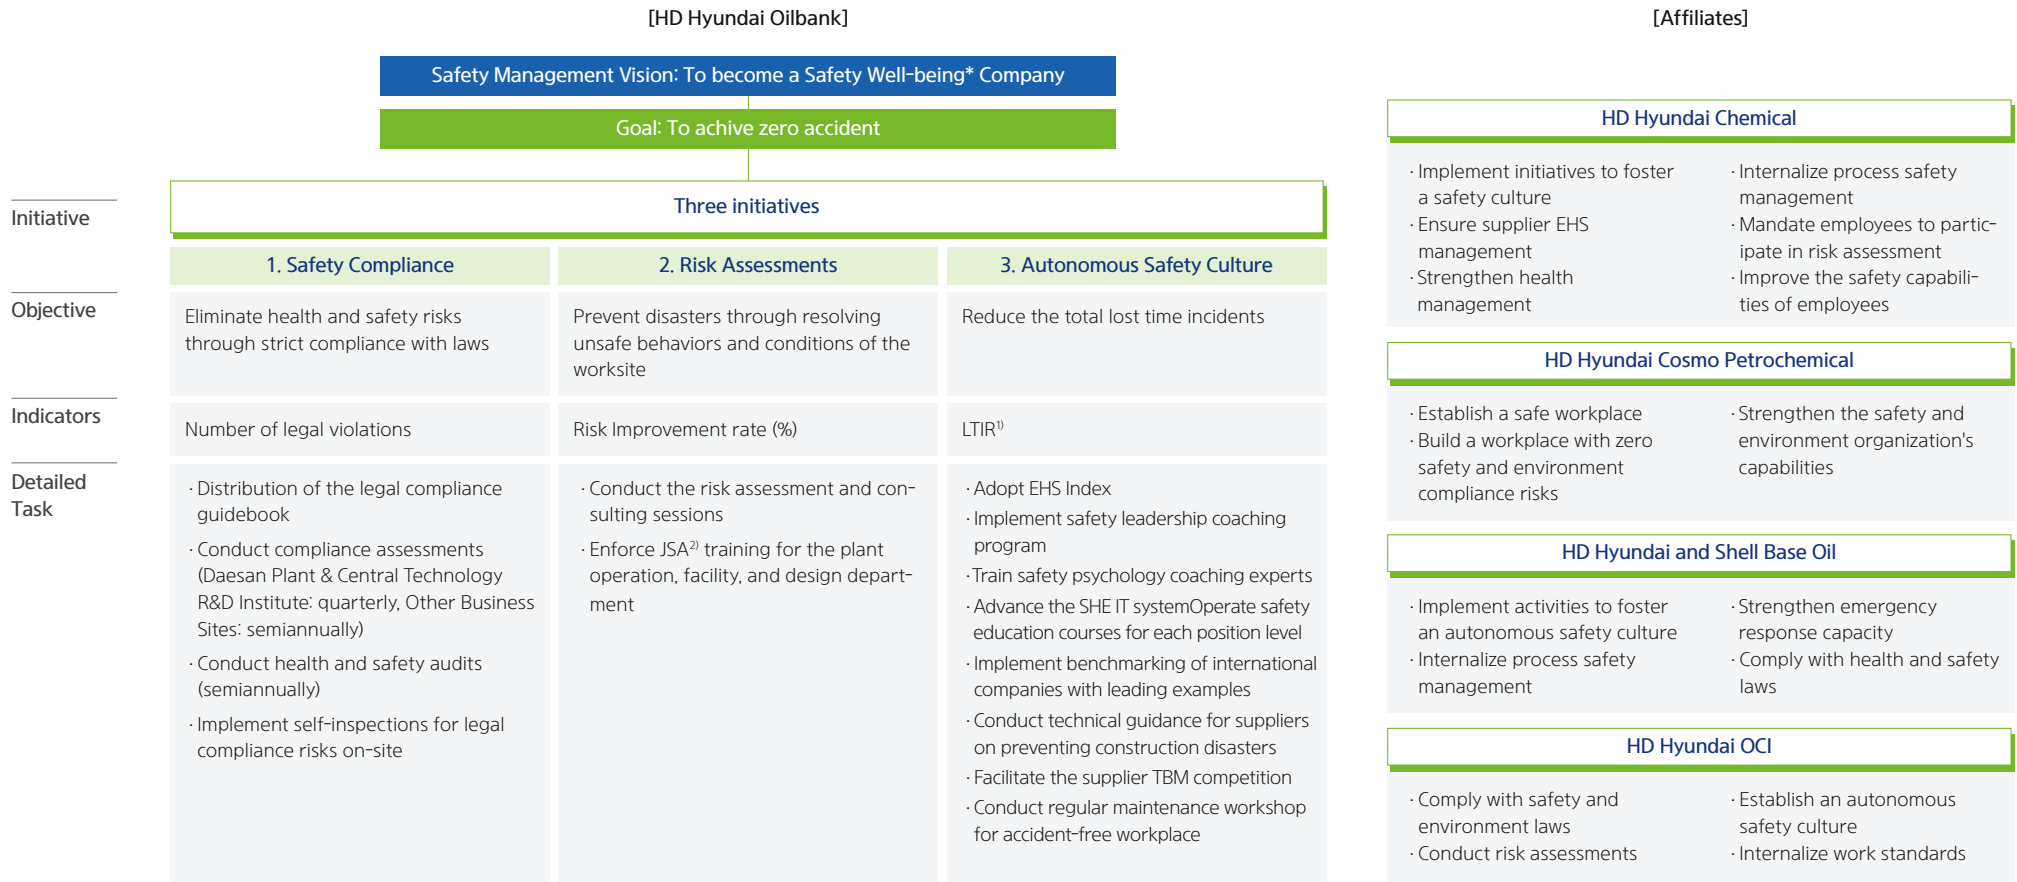 [HD Hyundai Oilbank]
Safety Management Vision: To become a Safety Well-being* Company
Goal: To achive zero accident
Initiative
Three initiatives
1. Safety Compliance
2. Risk Assessments
3. Autonomous Safety Culture
Objective
Eliminate health and safety risks
through strict compliance with laws
Prevent disasters through resolving
unsafe behaviors and conditions of the
worksite
Reduce the total lost time incidents
Indicators
Number of legal violations
Risk Improvement rate (%)
LTIR1)
Detailed
Task
· Distribution of the legal compliance
guidebook
· Conduct compliance assessments
(Daesan Plant & Central Technology
R&D Institute: quarterly, Other Business
Sites: semiannually)
· Conduct health and safety audits
(semiannually)
· Implement self-inspections for legal
compliance risks on-site
· Conduct the risk assessment and con-
sulting sessions
· Enforce JSA2) training for the plant
operation, facility, and design depart-
ment
· Adopt EHS Index
· Implement safety leadership coaching
program
· Train safety psychology coaching experts
· Advance the SHE IT systemOperate safety
education courses for each position level
· Implement benchmarking of international
companies with leading examples
· Conduct technical guidance for suppliers
on preventing construction disasters
· Facilitate the supplier TBM competition
· Conduct regular maintenance workshop
for accident-free workplace
[Affiliates]
HD Hyundai Chemical
· Implement initiatives to foster
a safety culture
· Ensure supplier EHS
management
· Strengthen health
management
· Internalize process safety
management
· Mandate employees to partic-
ipate in risk assessment
· Improve the safety capabili-
ties of employees
HD Hyundai Cosmo Petrochemical
· Establish a safe workplace
· Build a workplace with zero
safety and environment
compliance risks
· Strengthen the safety and
environment organization's
capabilities
HD Hyundai and Shell Base Oil
· Implement activities to foster
an autonomous safety culture
· Internalize process safety
management
· Strengthen emergency
response capacity
· Comply with health and safety
laws
HD Hyundai OCI
· Comply with safety and
environment laws
· Conduct risk assessments
· Establish an autonomous
safety culture
· Internalize work standards